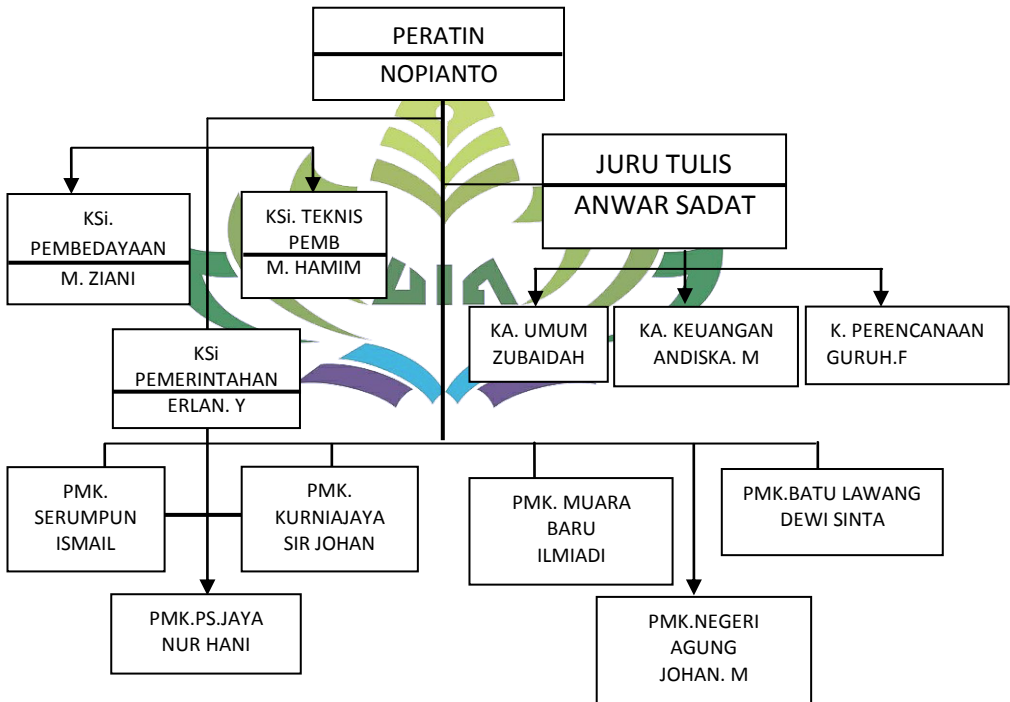 PERATIN
NOPIANTO
JURU TULIS
ANWAR SADAT
KSi.
PEMBEDAYAAN
M. ZIANI
KSi. TEKNIS
PEMB
M. HAMIM
KA. UMUM
ZUBAIDAH
KA. KEUANGAN
ANDISKA. M
K. PERENCANAAN
GURUH.F
KSi
PEMERINTAHAN
ERLAN. Y
PMK.
SERUMPUN
ISMAIL
PMK.
KURNIAJAYA
SIR JOHAN
PMK. MUARA
BARU
ILMIADI
PMK.BATU LAWANG
DEWI SINTA
PMK.PS.JAYA
NUR HANI
PMK.NEGERI
AGUNG
JOHAN. M